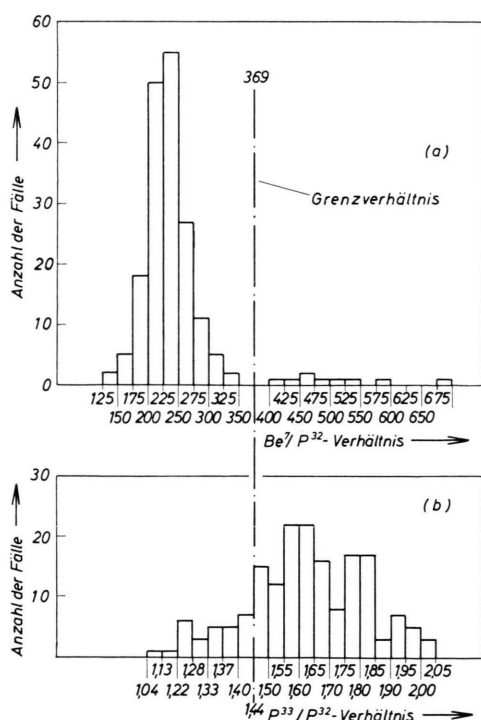 60
50
40
30
20
10
0
Anzahl der Fälle
369
(a)
Grenzverhältnis
125 175 225 275 325 425 475 525 575 625 675
150 200 250 300 350 400 450 500 550 600 650
Be⁷/P³²- Verhältnis
30
20
10
Anzahl der Fälle
(b)
1,13 1,28 1,37 1,55 1,65 1,75 1,85 1,95 2,05
1,04 1,22 1,33 1,40 1,50 1,60 1,70 1,80 1,90 2,00
1,44
P³³/P³²- Verhältnis